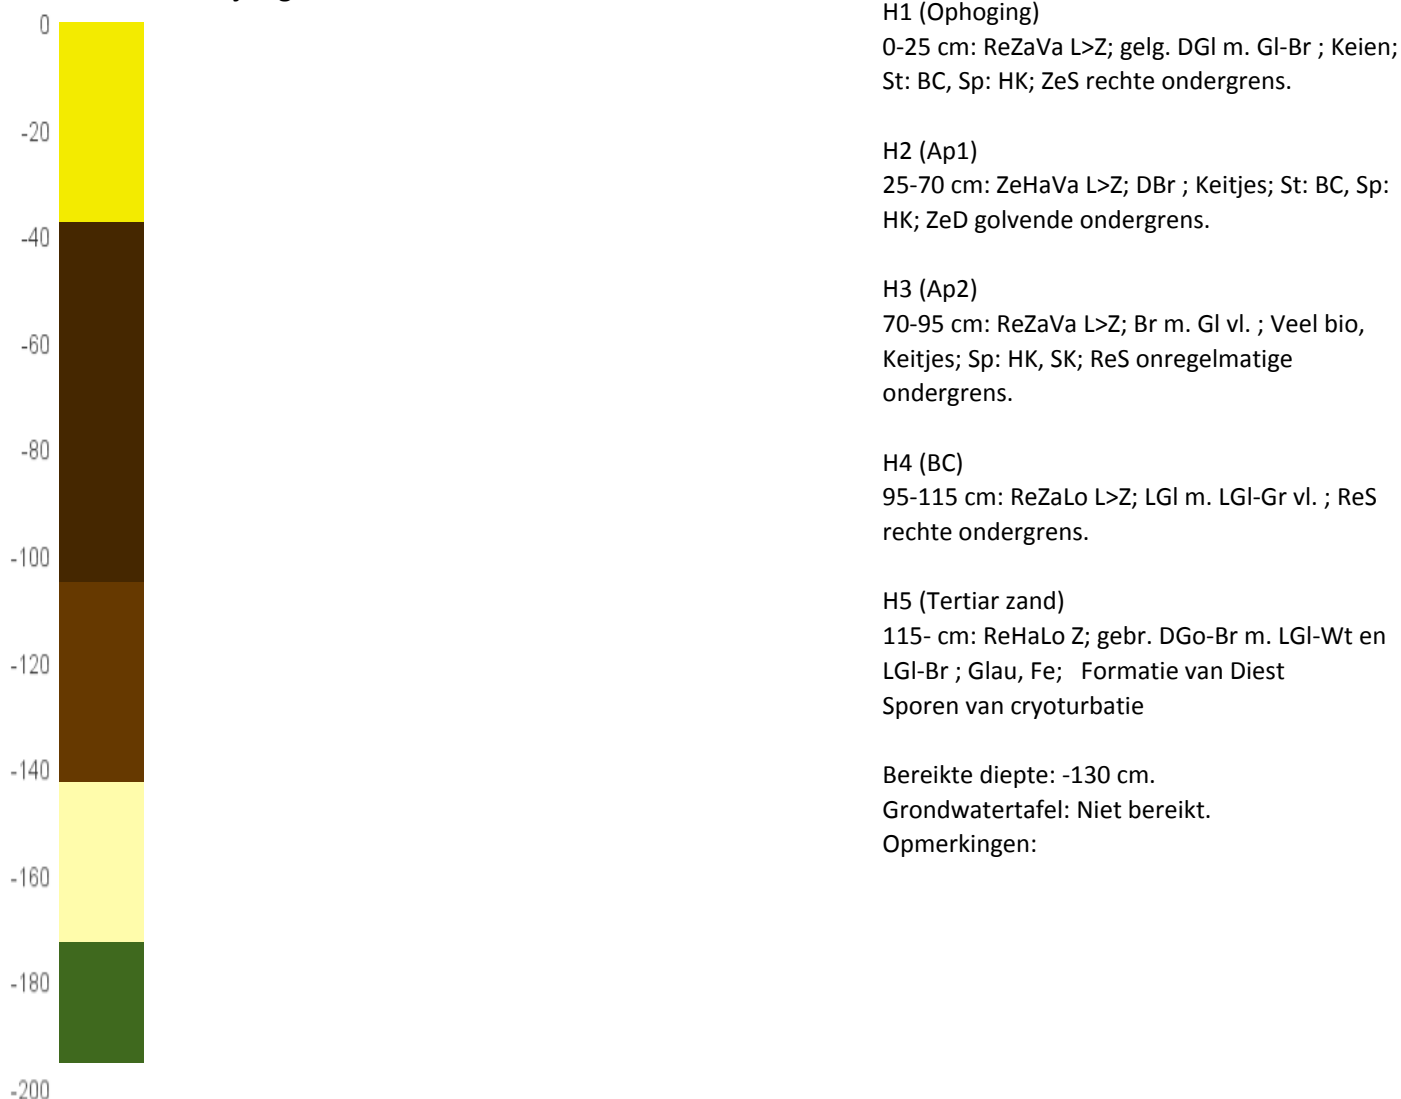 0
-20
-40
-60
-80
-100
-120
-140
-160
-180
-200
H1 (Ophoging)
0-25 cm: ReZaVa L>Z; gelg. DGl m. Gl-Br ; Keien;
St: BC, Sp: HK; ZeS rechte ondergrens.
H2 (Ap1)
25-70 cm: ZeHaVa L>Z; DBr ; Keitjes; St: BC, Sp:
HK; ZeD golvende ondergrens.
H3 (Ap2)
70-95 cm: ReZaVa L>Z; Br m. Gl vl. ; Veel bio,
Keitjes; Sp: HK, SK; ReS onregelmatige
ondergrens.
H4 (BC)
95-115 cm: ReZaLo L>Z; LGl m. LGl-Gr vl. ; ReS
rechte ondergrens.
H5 (Tertiar zand)
115- cm: ReHaLo Z; gebr. DGo-Br m. LGl-Wt en
LGl-Br ; Glau, Fe; Formatie van Diest
Sporen van cryoturbatie
Bereikte diepte: -130 cm.
Grondwatertafel: Niet bereikt.
Opmerkingen: